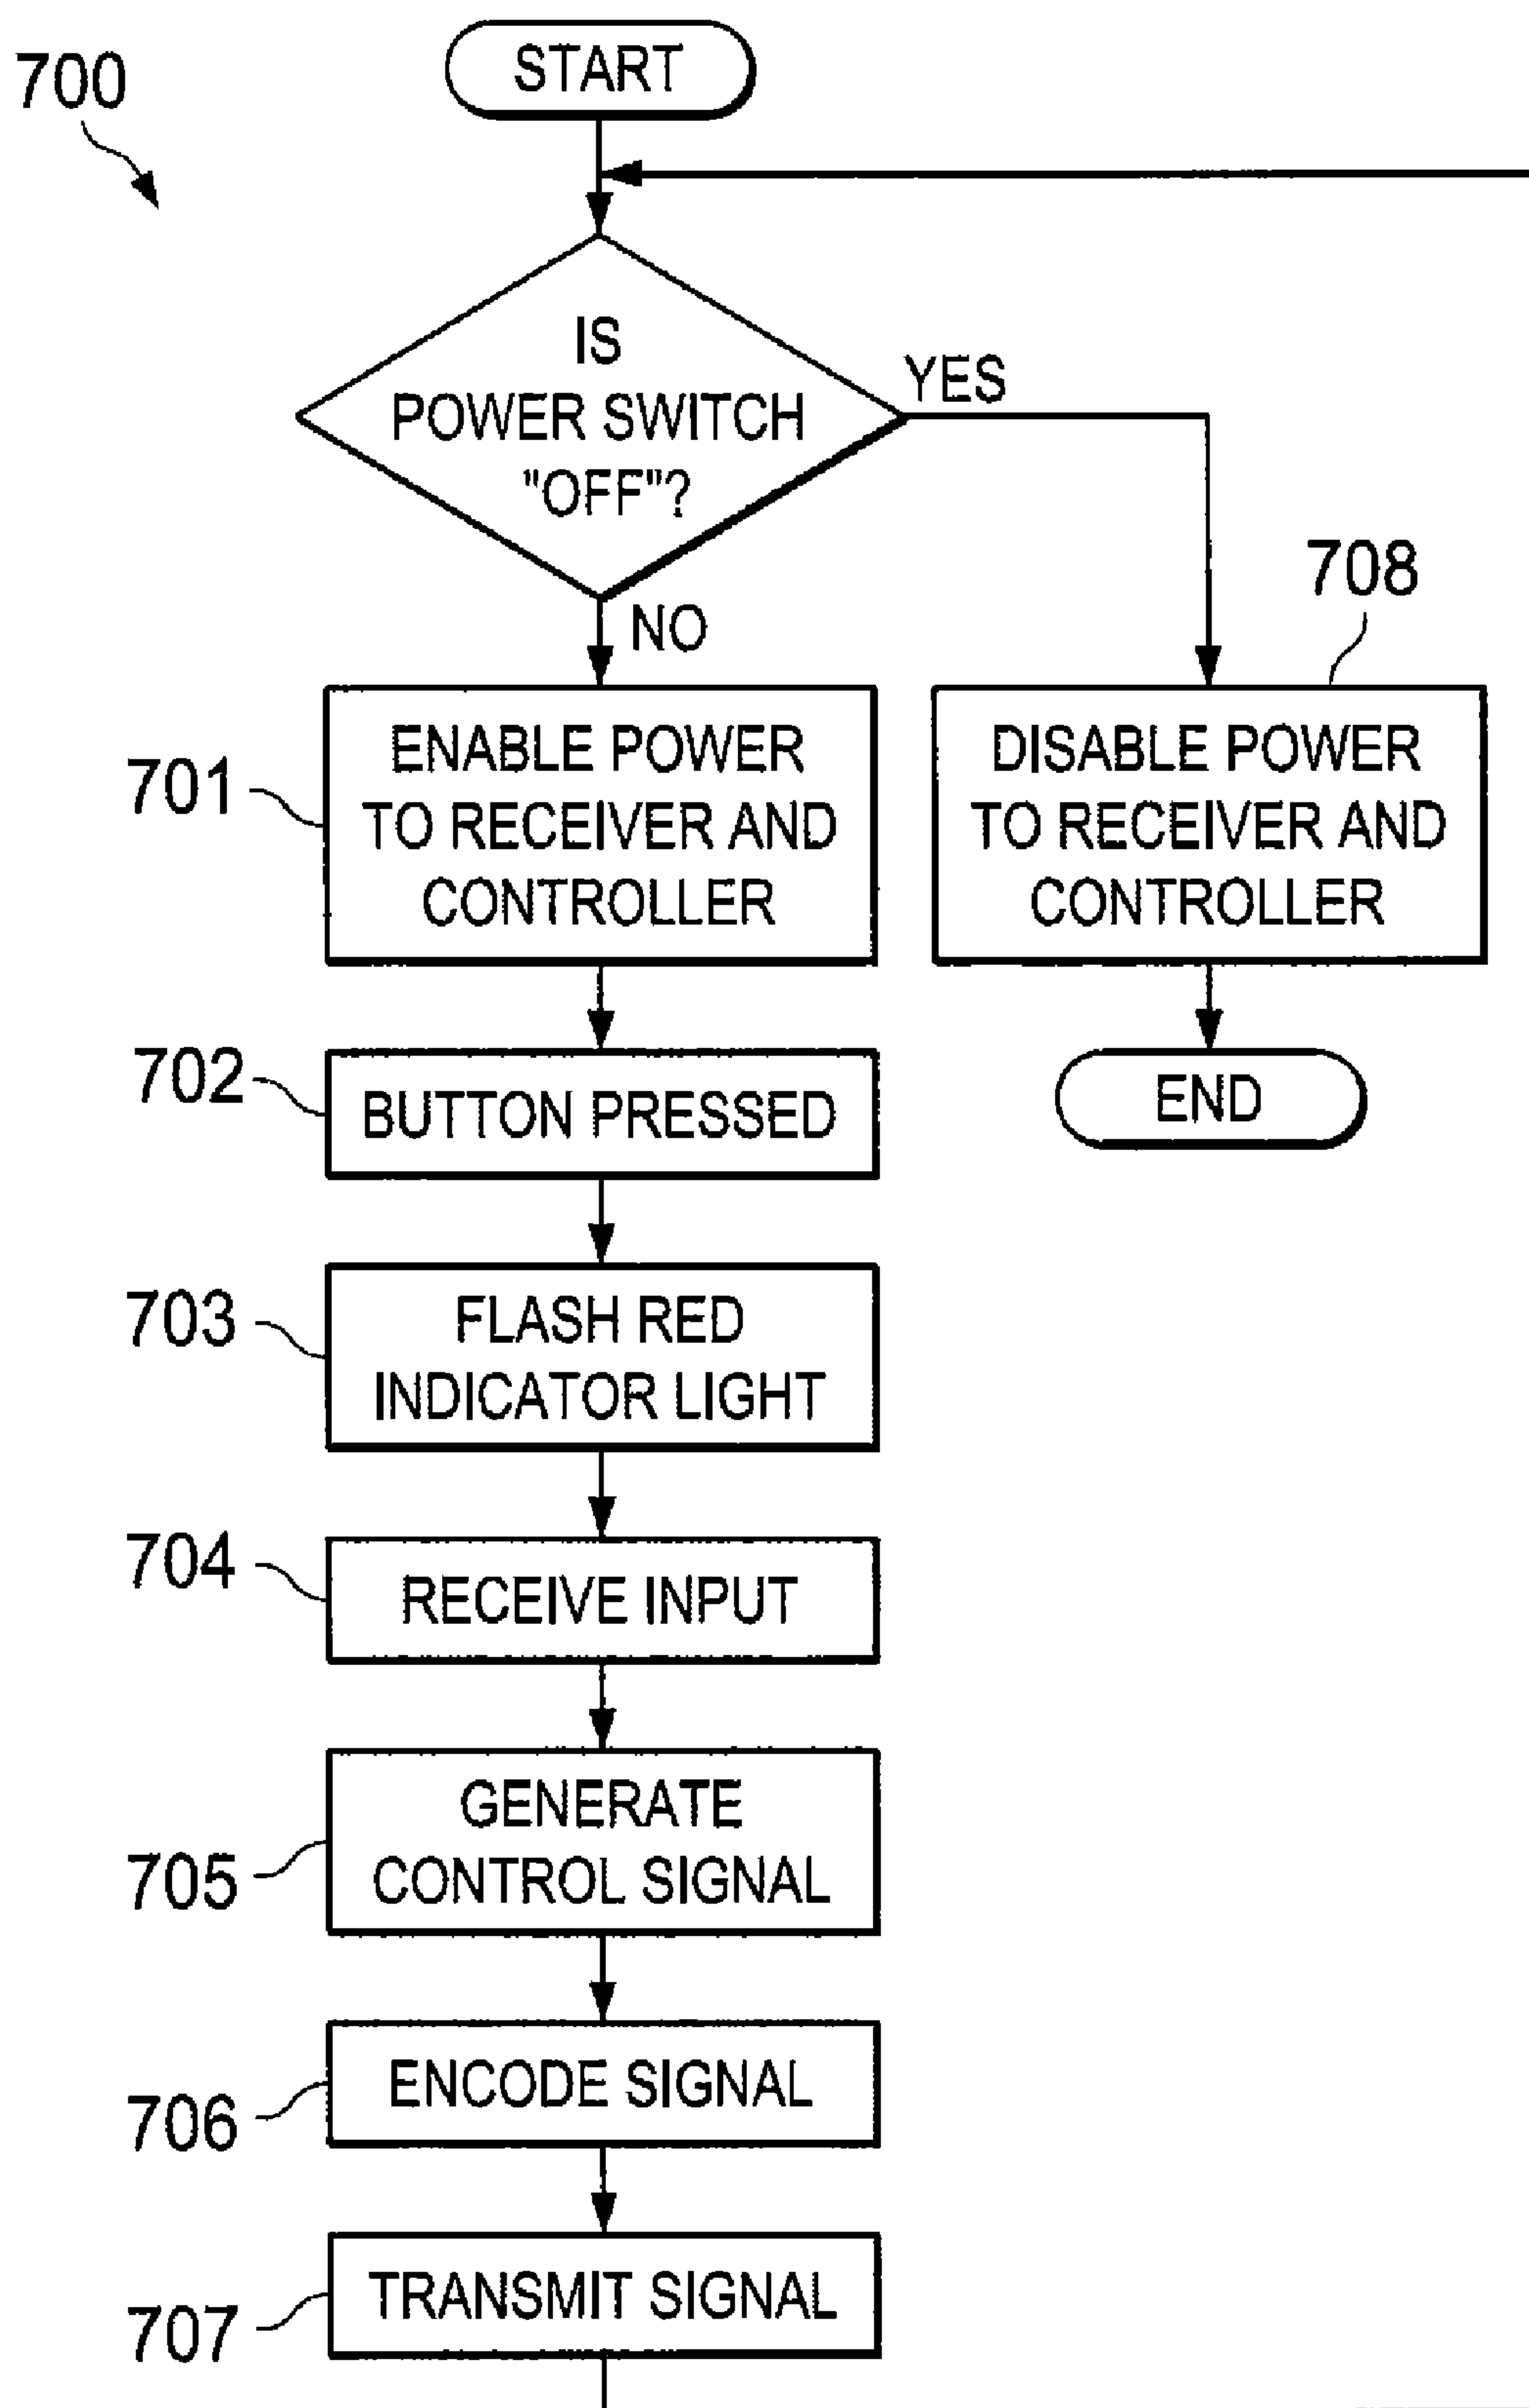 700
START
IS
POWER SWITCH
"OFF"?
YES
NO
708
701
ENABLE POWER
TO RECEIVER AND
CONTROLLER
DISABLE POWER
TO RECEIVER AND
CONTROLLER
702
BUTTON PRESSED
END
703
FLASH RED
INDICATOR LIGHT
704
RECEIVE INPUT
705
GENERATE
CONTROL SIGNAL
706
ENCODE SIGNAL
707
TRANSMIT SIGNAL